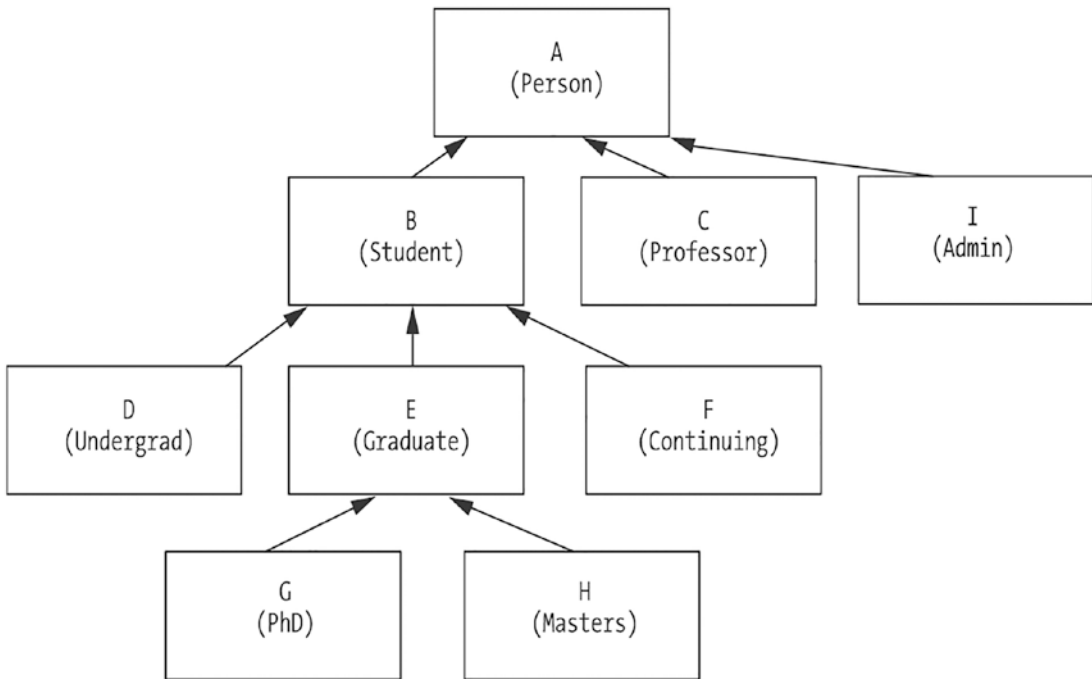 A
(Person)
B
(Student)
C
(Professor)
I
(Admin)
D
(Undergrad)
E
(Graduate)
F
(Continuing)
G
(PhD)
H
(Masters)